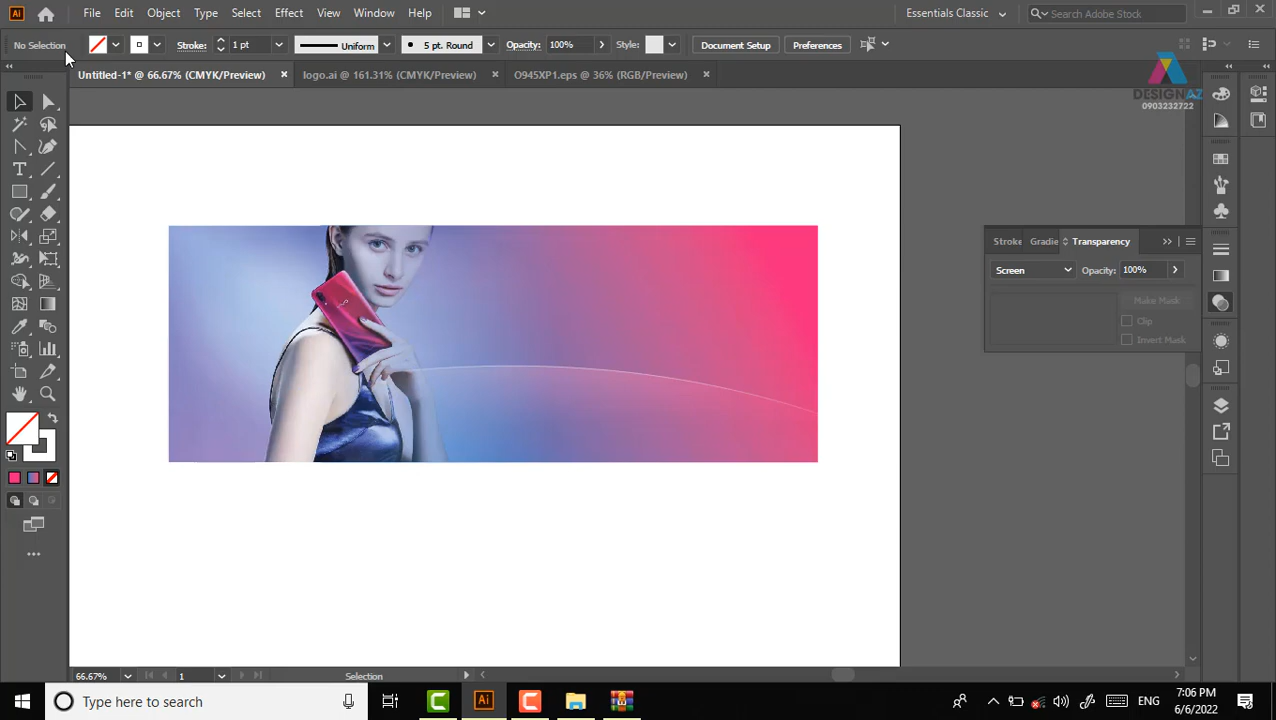 Ai File Edit Object Type Select Effect View Window Help Essentials Classic Search Adobe Stock
No Selection Stroke: 1 pt Uniform 5 pt. Round Opacity: 100% Style: Document Setup Preferences
Untitled-1* @ 66.67% (CMYK/Preview) × logo.ai @ 161.31% (CMYK/Preview) × O945XP1.eps @ 36% (RGB/Preview) ×
DESIGNAZ
0903232722
Stroke Gradie Transparency
Screen Opacity: 100%
Make Mask
Clip
Invert Mask
66.67% 1 Selection
Type here to search Ai ENG 7:06 PM
6/6/2022